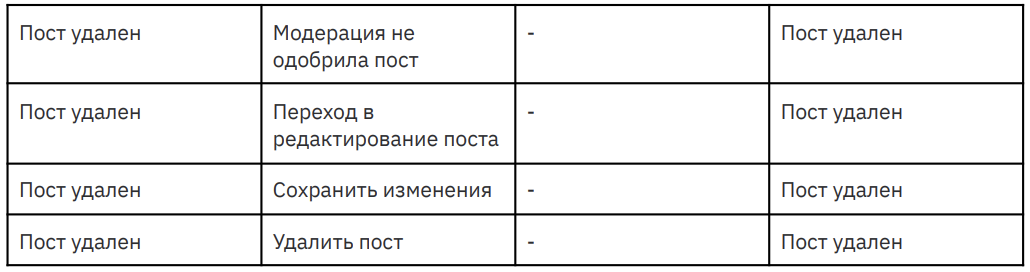 Пост удален
Модерация не
одобрила пост
-
Пост удален
Пост удален
Переход в
редактирование поста
-
Пост удален
Пост удален
Сохранить изменения
-
Пост удален
Пост удален
Удалить пост
-
Пост удален